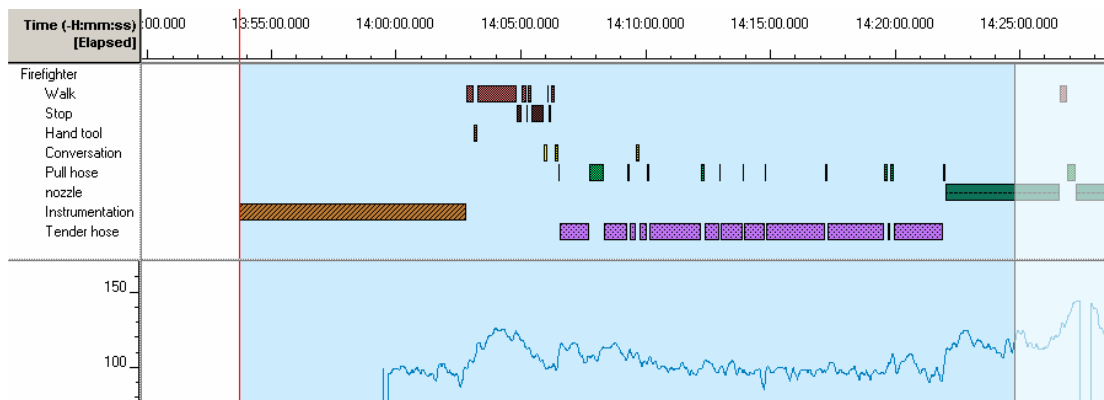 Time (-H:mm:ss) :00.000 13:55:00.000 14:00:00.000 14:05:00.000 14:10:00.000 14:15:00.000 14:20:00.000 14:25:00.000
[Elapsed]
Firefighter
Walk
Stop
Hand tool
Conversation
Pull hose
nozzle
Instrumentation
Tender hose
150
100